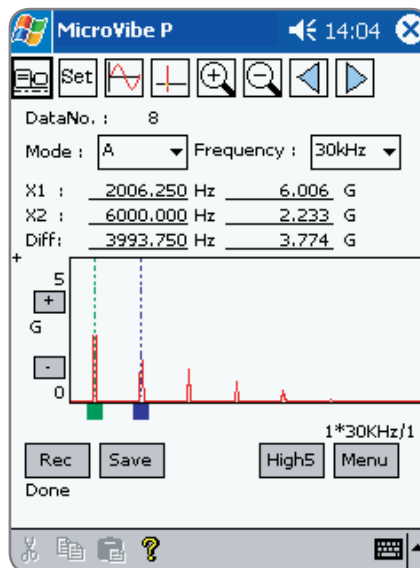 MicroVibe P 14:04
Set
DataNo. : 8
Mode : A Frequency : 30kHz
X1 : 2006.250 Hz 6.006 G
X2 : 6000.000 Hz 2.233 G
Diff: 3993.750 Hz 3.774 G
+
5
+
G
-
0
1*30KHz/1
Rec Save High5 Menu
Done
?